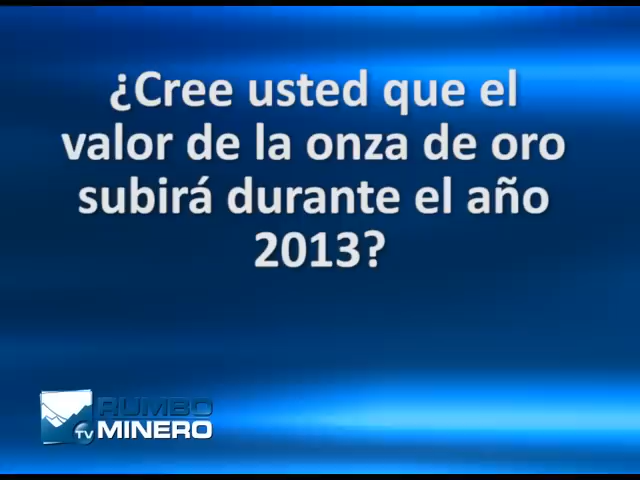 ¿Cree usted que el
valor de la onza de oro
subirá durante el año
2013?
RUMBO
TV MINERO